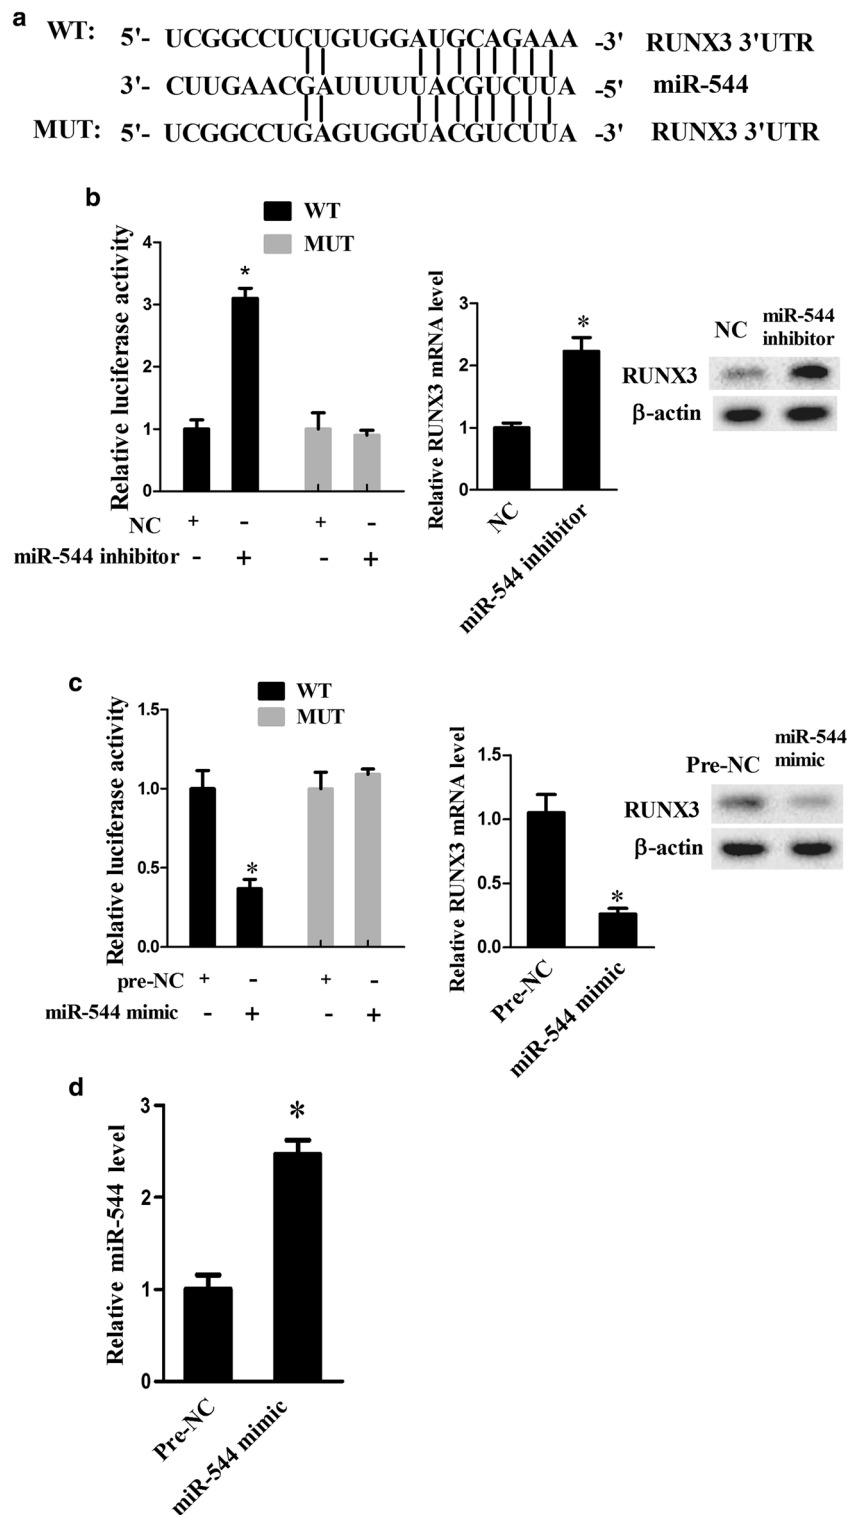 a
WT: 5'- UCGGCCUCUGUGGAUGCAGAAA -3' RUNX3 3'UTR
3'- CUUGAACGAUUUUUACGUCUUA -5' miR-544
MUT: 5'- UCGGCCUGAGUGGUACGUCUUA -3' RUNX3 3'UTR
b
WT
MUT
Relative luciferase activity
4
3
2
1
0
NC + - + -
miR-544 inhibitor - + - +
Relative RUNX3 mRNA level
3
2
1
0
*
*
NC
miR-544 inhibitor
NC miR-544 inhibitor
RUNX3
β-actin
c
WT
MUT
Relative luciferase activity
1.5
1.0
0.5
0.0
*
pre-NC + - + -
miR-544 mimic - + - +
Relative RUNX3 mRNA level
1.5
1.0
0.5
0.0
*
Pre-NC
miR-544 mimic
Pre-NC miR-544 mimic
RUNX3
β-actin
d
Relative miR-544 level
3
2
1
0
*
Pre-NC
miR-544 mimic